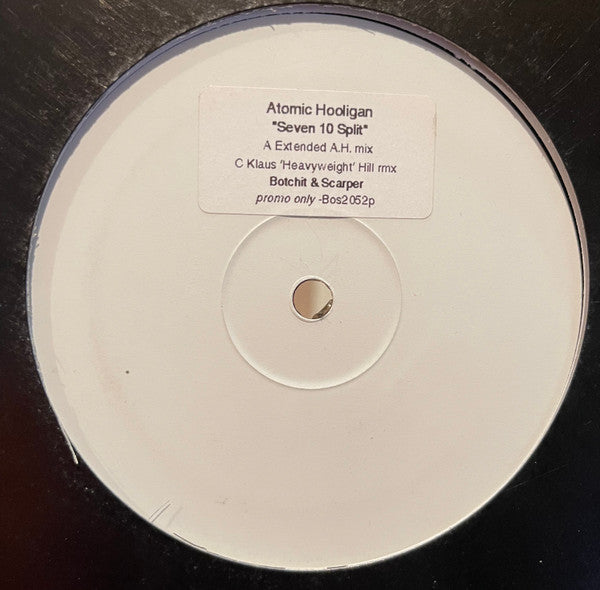 Atomic Hooligan
"Seven 10 Split"
A Extended A.H. mix
C Klaus 'Heavyweight' Hill rmx
Botchit & Scarper
promo only -Bos2052p